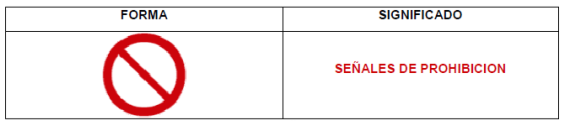 FORMA SIGNIFICADO
SEÑALES DE PROHIBICION